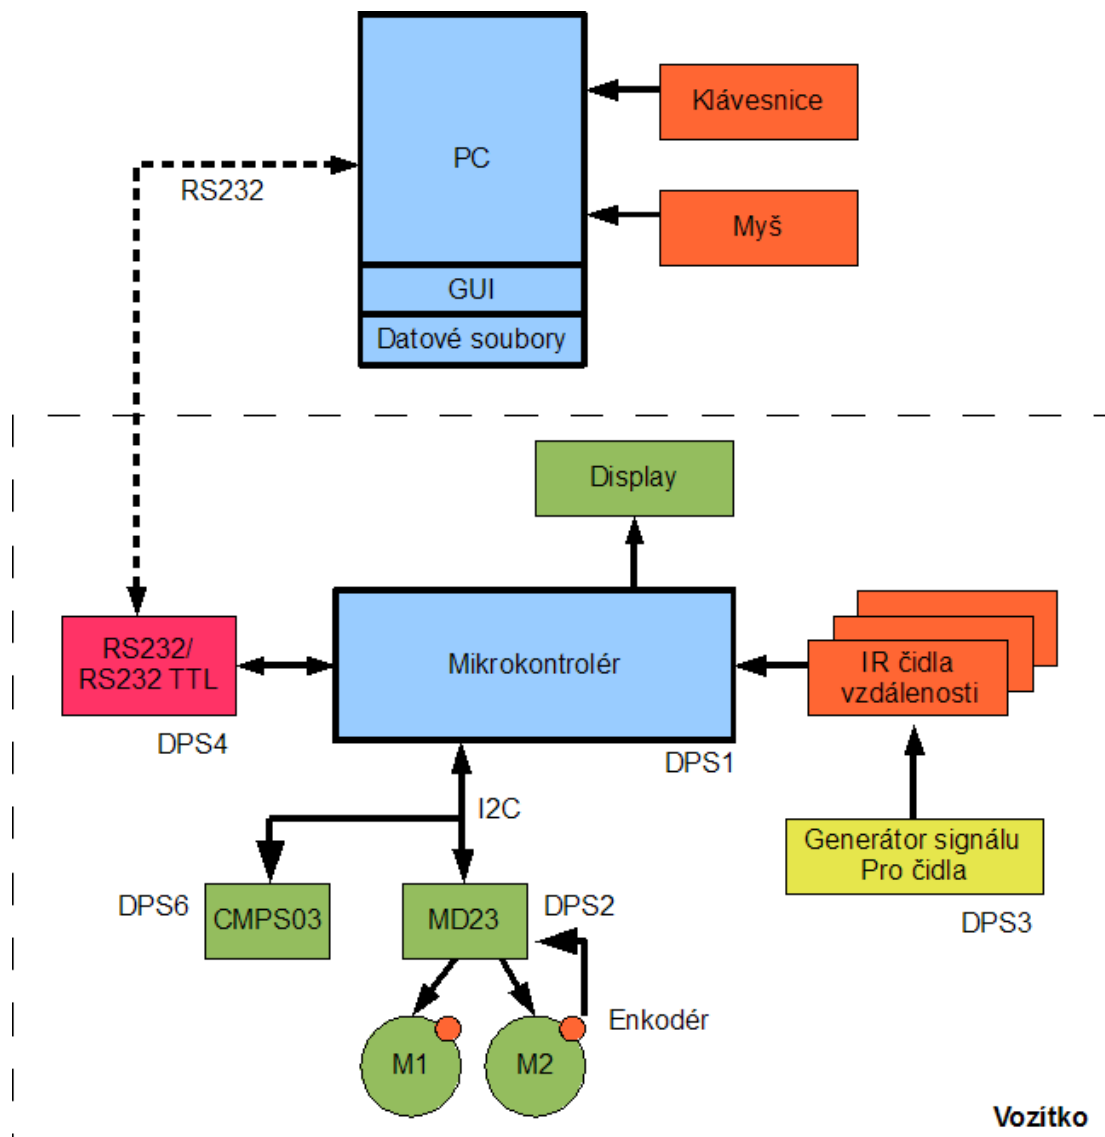 Klávesnice
PC
RS232
Myš
GUI
Datové soubory
Display
RS232/
RS232 TTL
Mikrokontrolér
IR čidla
vzdálenosti
DPS4
DPS1
I2C
Generátor signálu
Pro čidla
DPS6
CMPS03
MD23
DPS2
DPS3
Enkodér
M1
M2
Vozítko